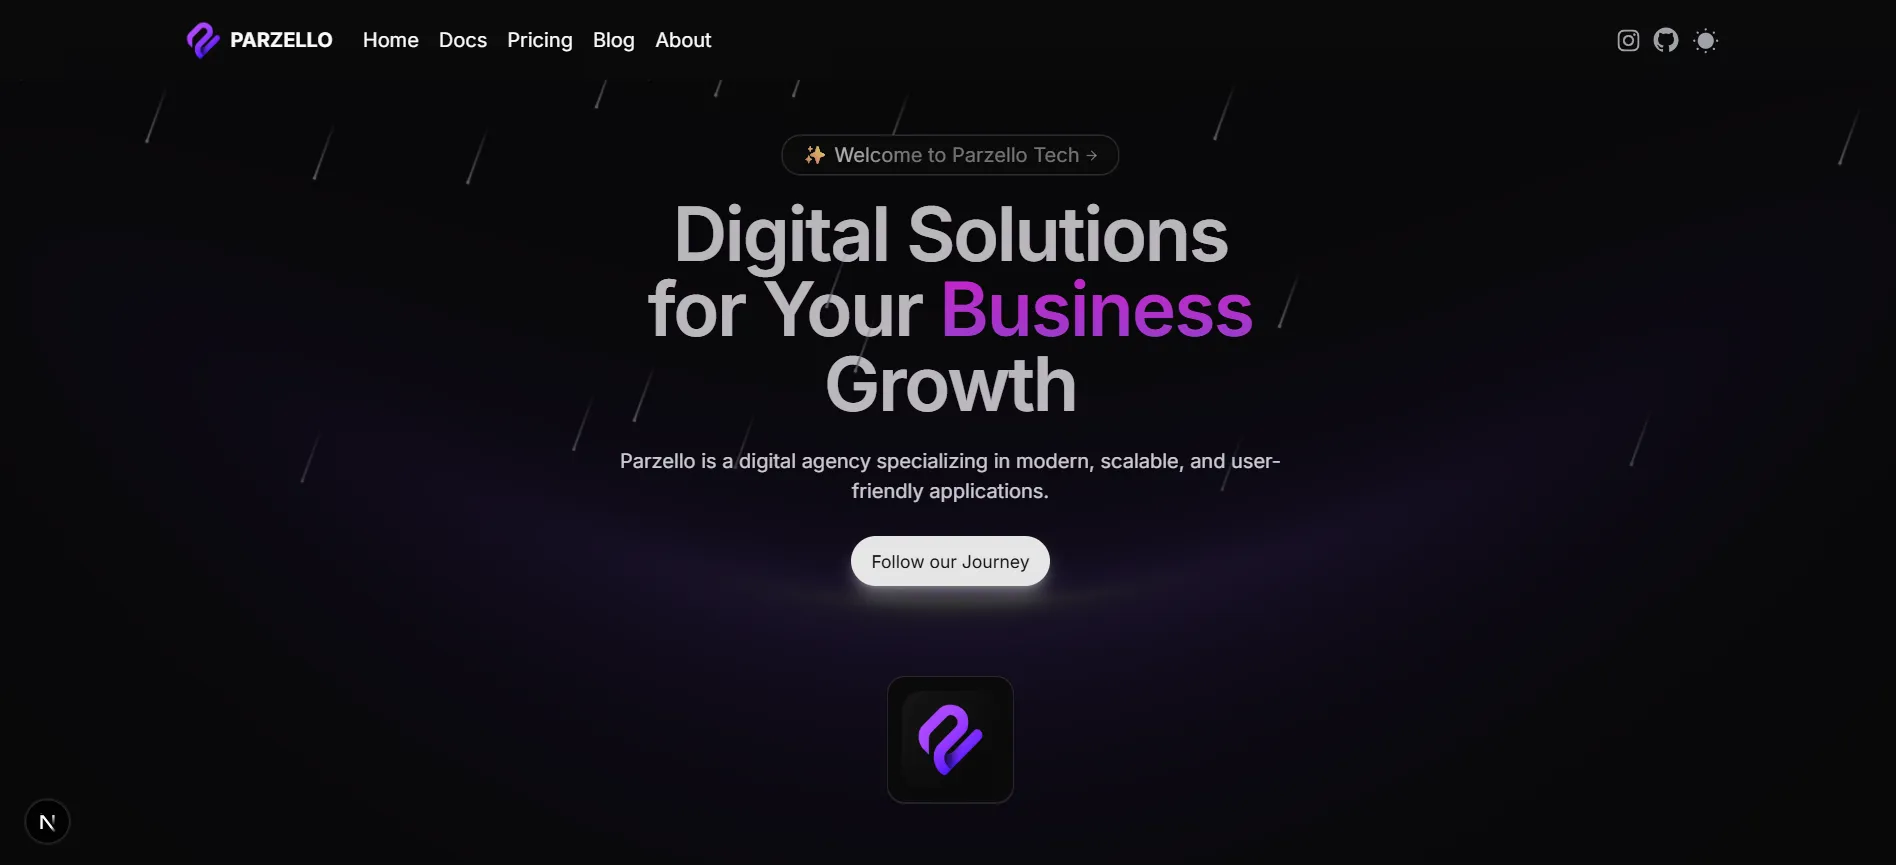 PARZELLO Home Docs Pricing Blog About
✨ Welcome to Parzello Tech →
Digital Solutions
for Your Business
Growth
Parzello is a digital agency specializing in modern, scalable, and user-
friendly applications.
Follow our Journey
N